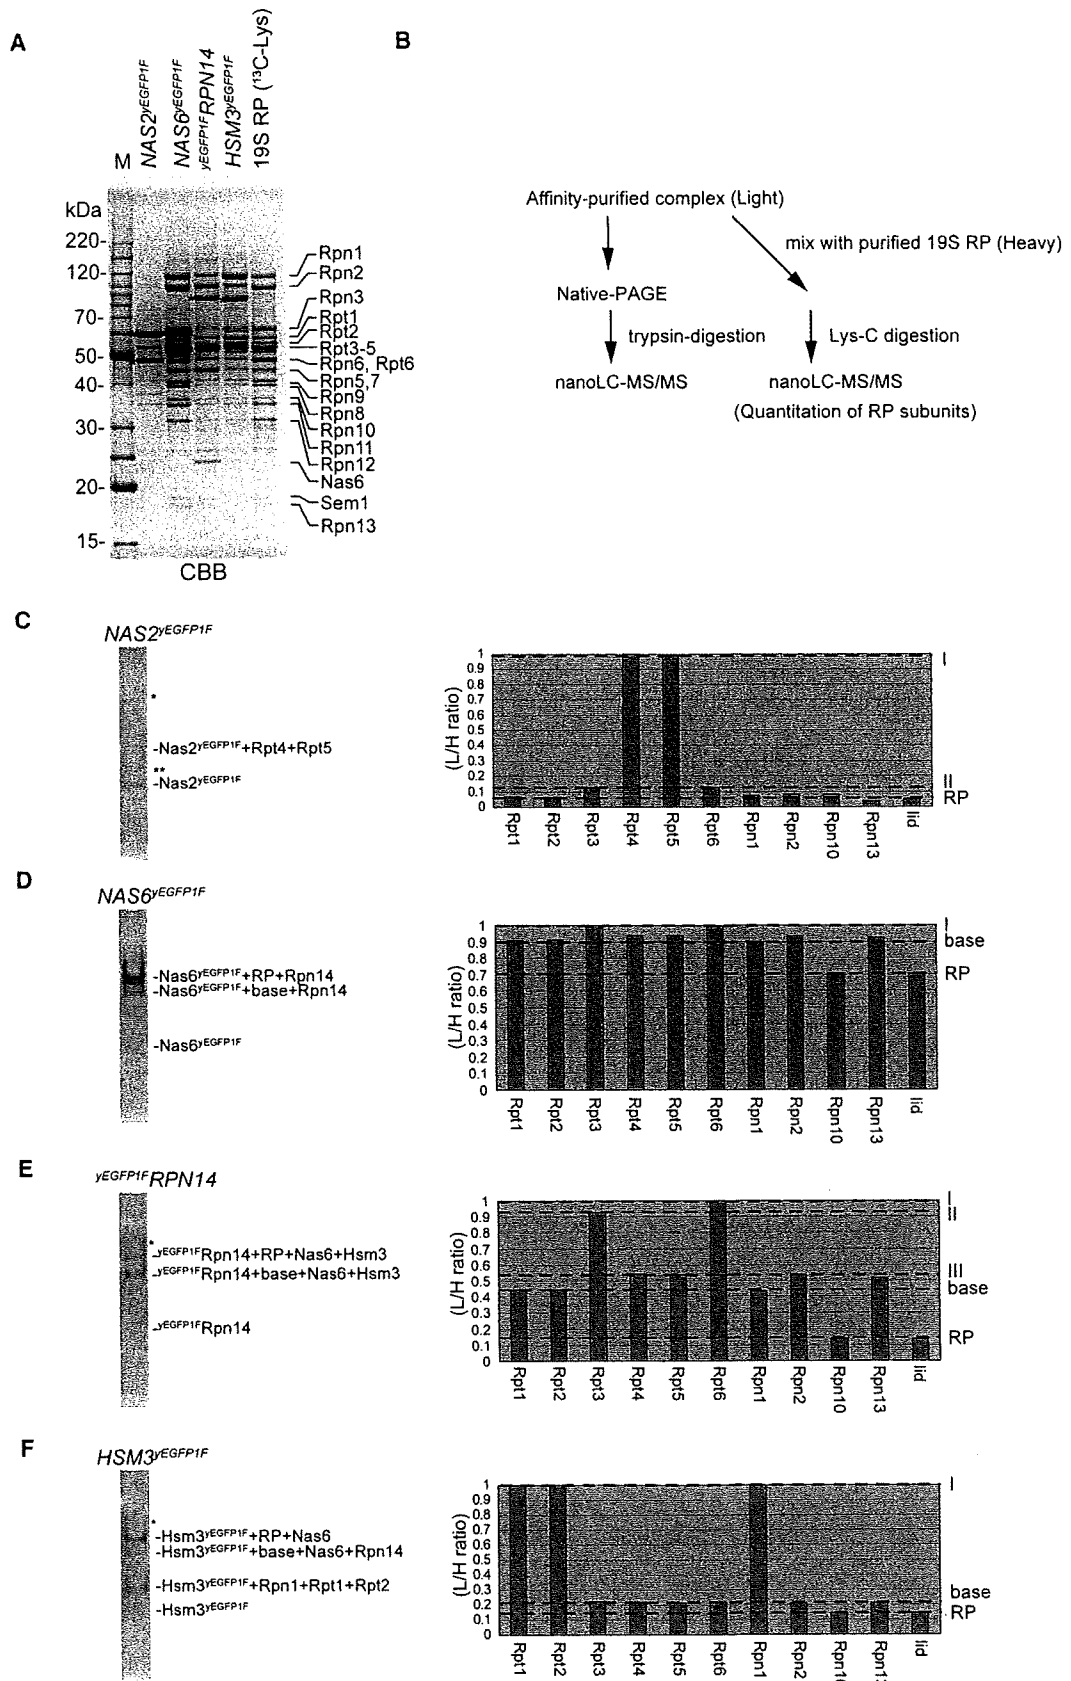 A
B
M
NAS2yEGFP1F
NAS6yEGFP1F
yEGFP1FRPN14
HSM3yEGFP1F
19S RP (13C-Lys)
kDa
220-
120-
70-
50-
40-
30-
20-
15-
Rpn1
Rpn2
Rpn3
Rpt1
Rpt2
Rpt3-5
Rpn6, Rpt6
Rpn5,7
Rpn9
Rpn8
Rpn10
Rpn11
Rpn12
Nas6
Sem1
Rpn13
CBB
Affinity-purified complex (Light)
mix with purified 19S RP (Heavy)
Native-PAGE
trypsin-digestion
Lys-C digestion
nanoLC-MS/MS
nanoLC-MS/MS
(Quantitation of RP subunits)
C
NAS2yEGFP1F
*
-Nas2yEGFP1F+Rpt4+Rpt5
**
-Nas2yEGFP1F
(L/H ratio)
1
0.9
0.8
0.7
0.6
0.5
0.4
0.3
0.2
0.1
0
I
II
RP
Rpt1
Rpt2
Rpt3
Rpt4
Rpt5
Rpt6
Rpn1
Rpn2
Rpn10
Rpn13
lid
D
NAS6yEGFP1F
-Nas6yEGFP1F+RP+Rpn14
-Nas6yEGFP1F+base+Rpn14
-Nas6yEGFP1F
(L/H ratio)
1
0.9
0.8
0.7
0.6
0.5
0.4
0.3
0.2
0.1
0
I
base
RP
Rpt1
Rpt2
Rpt3
Rpt4
Rpt5
Rpt6
Rpn1
Rpn2
Rpn10
Rpn13
lid
E
yEGFP1FRPN14
*
-yEGFP1FRpn14+RP+Nas6+Hsm3
-yEGFP1FRpn14+base+Nas6+Hsm3
-yEGFP1FRpn14
(L/H ratio)
1
0.9
0.8
0.7
0.6
0.5
0.4
0.3
0.2
0.1
0
I
II
III
base
RP
Rpt1
Rpt2
Rpt3
Rpt4
Rpt5
Rpt6
Rpn1
Rpn2
Rpn10
Rpn13
lid
F
HSM3yEGFP1F
*
-Hsm3yEGFP1F+RP+Nas6
-Hsm3yEGFP1F+base+Nas6+Rpn14
-Hsm3yEGFP1F+Rpn1+Rpt1+Rpt2
-Hsm3yEGFP1F
(L/H ratio)
1
0.9
0.8
0.7
0.6
0.5
0.4
0.3
0.2
0.1
0
I
base
RP
Rpt1
Rpt2
Rpt3
Rpt4
Rpt5
Rpt6
Rpn1
Rpn2
Rpn10
Rpn13
lid